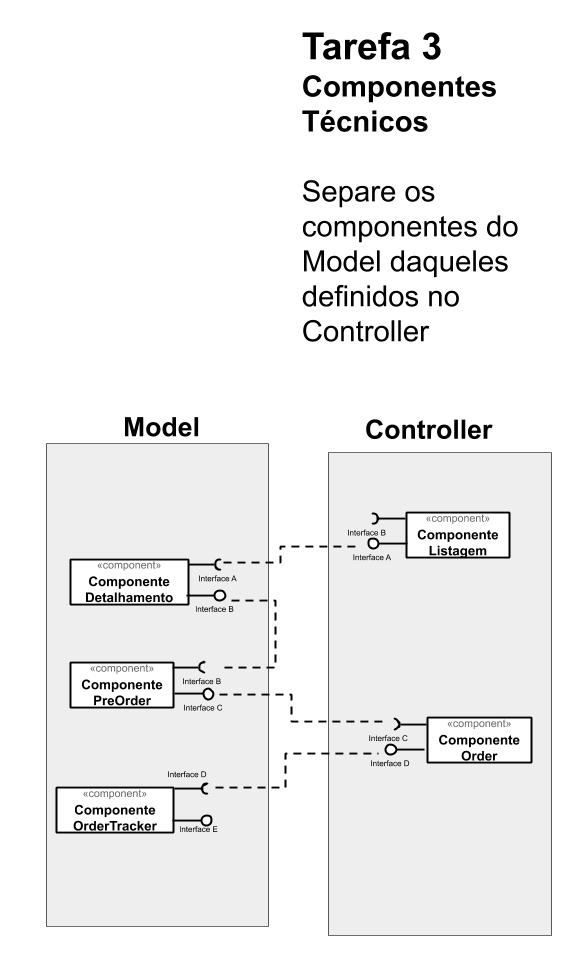 Tarefa 3
Componentes
Técnicos
Separe os
componentes do
Model daqueles
definidos no
Controller
Model
Controller
«component»
Componente
Listagem
Interface B
Interface A
«component»
Componente
Detalhamento
Interface A
Interface B
«component»
Componente
PreOrder
Interface B
Interface C
«component»
Componente
Order
Interface C
Interface D
«component»
Componente
OrderTracker
Interface D
Interface E